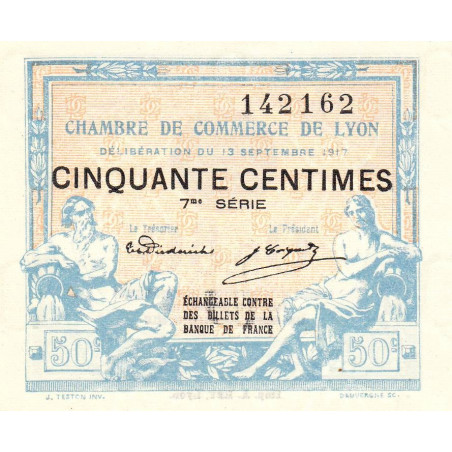 142162
CHAMBRE DE COMMERCE DE LYON
DÉLIBÉRATION DU 13 SEPTEMBRE 1917
CINQUANTE CENTIMES
7me SÉRIE
Le Trésorier Le Président
ÉCHANGEABLE CONTRE
DES BILLETS DE LA
BANQUE DE FRANCE
50c 50c
J. TEXTON INV.